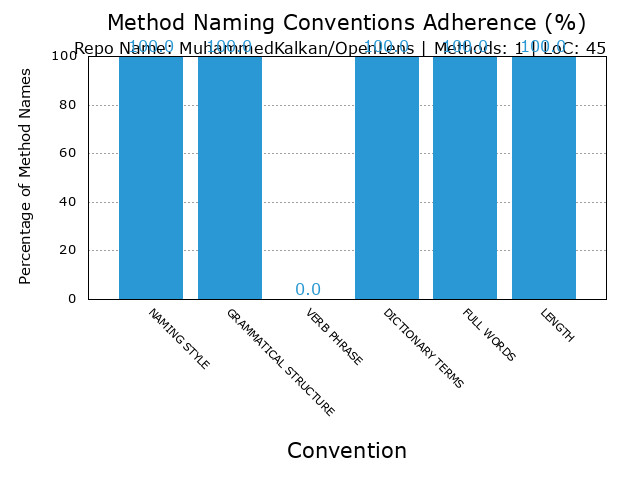 Method Naming Conventions Adherence (%)
Repo Name: MuhammedKalkan/OpenLens | Methods: 1 | LoC: 45
100.0 100.0 100.0 100.0 100.0
100
80
60
40
20
0
0.0
Percentage of Method Names
NAMING STYLE
GRAMMATICAL STRUCTURE
VERB PHRASE
DICTIONARY TERMS
FULL WORDS
LENGTH
Convention